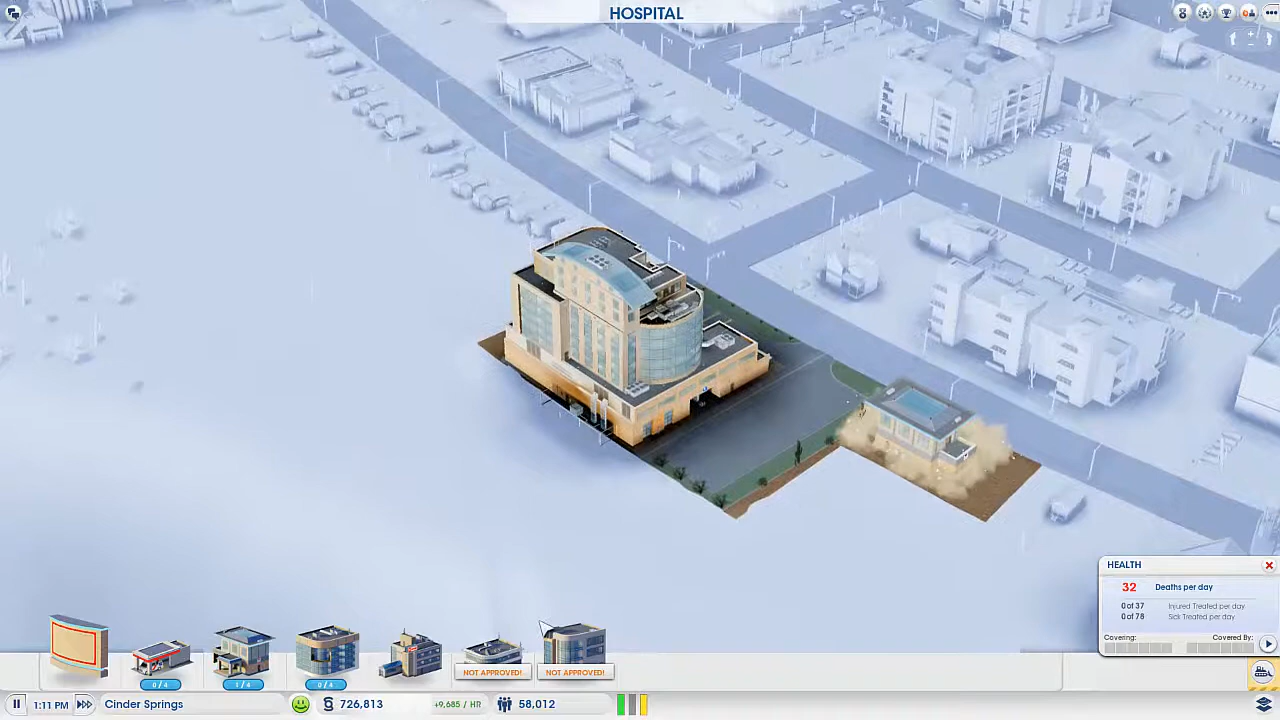 HOSPITAL
HEALTH
32 Deaths per day
0 of 37 Injured Treated per day
0 of 78 Sick Treated per day
Covering: Covered By:
NOT APPROVED! NOT APPROVED!
0 / 4 1 / 4 0 / 4
1:11 PM Cinder Springs 726,813 +9,685 / HR 58,012